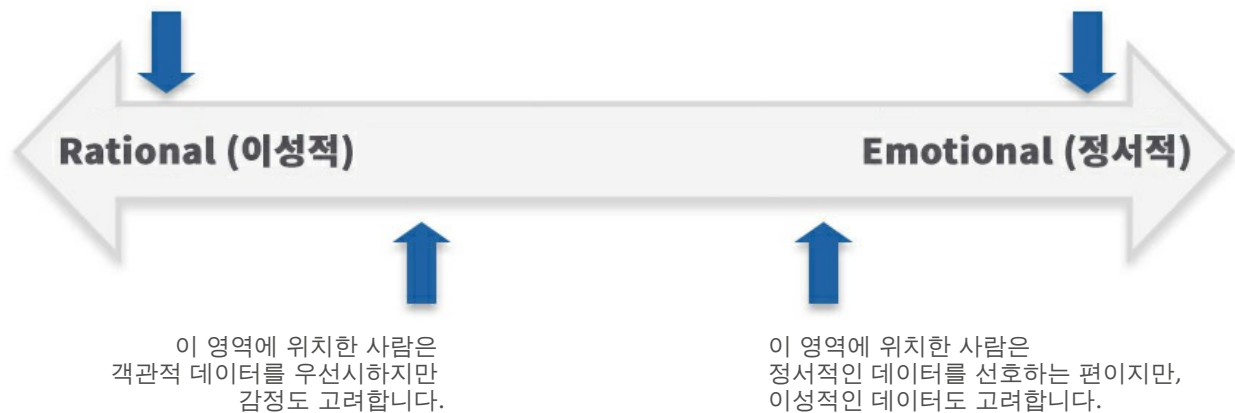 Rational (이성적)
Emotional (정서적)
이 영역에 위치한 사람은
객관적 데이터를 우선시하지만
감정도 고려합니다.
이 영역에 위치한 사람은
정서적인 데이터를 선호하는 편이지만,
이성적인 데이터도 고려합니다.